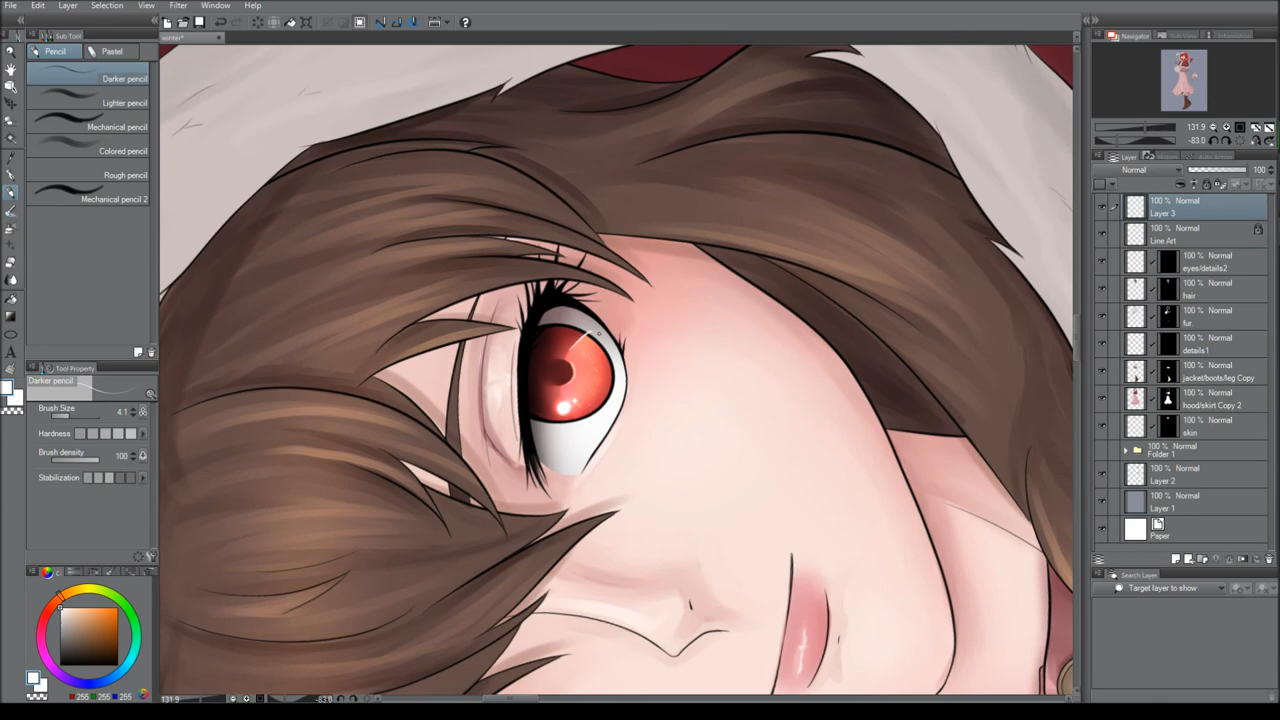 File Edit Layer Selection View Filter Window Help
Sub Tool
Pencil Pastel
Darker pencil
Lighter pencil
Mechanical pencil
Colored pencil
Rough pencil
Mechanical pencil 2
Tool Property
Darker pencil
Brush Size 4.1
Hardness
Brush density 100
Stabilization
255 255 255
winter*
131.9 -83.0
Navigator Sub View Information
131.9
-83.0
Layer
Normal 100
100 % Normal
Layer 3
100 % Normal
Line Art
100 % Normal
eyes/details2
100 % Normal
hair
100 % Normal
fur
100 % Normal
details1
100 % Normal
jacket/boots/leg Copy
100 % Normal
hood/skirt Copy 2
100 % Normal
skin
100 % Normal
Folder 1
100 % Normal
Layer 2
100 % Normal
Layer 1
Paper
Search Layer
Target layer to show